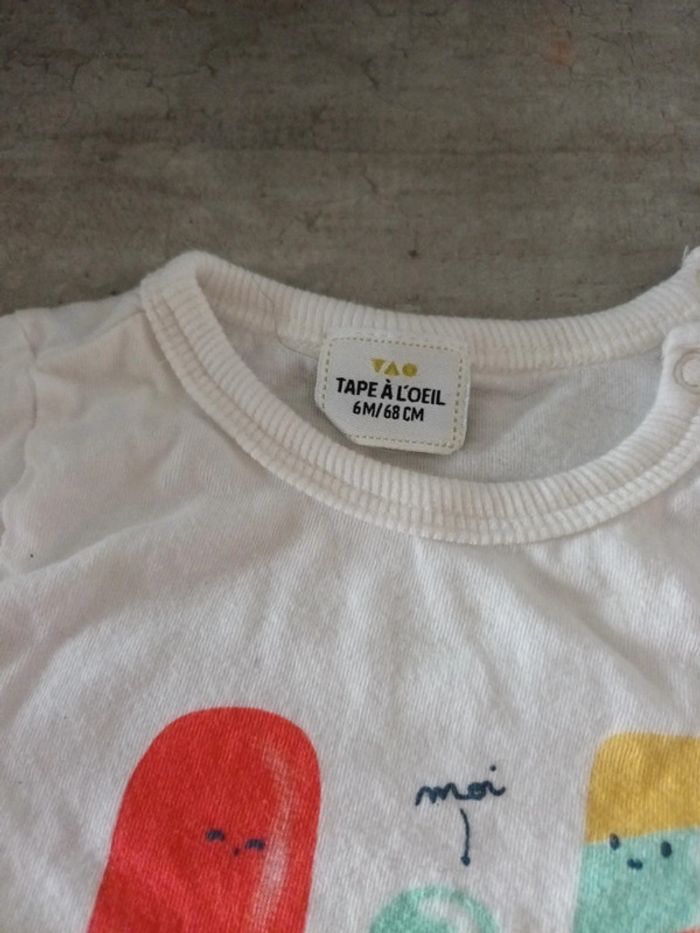 TAO
TAPE À L'OEIL
6M/68 CM
moi